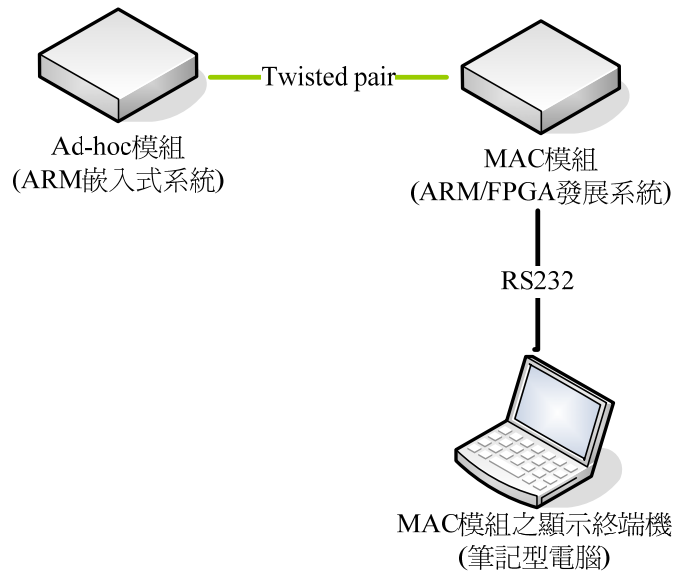 Twisted pair
Ad-hoc模組
(ARM嵌入式系統)
MAC模組
(ARM/FPGA發展系統)
RS232
MAC模組之顯示終端機
(筆記型電腦)